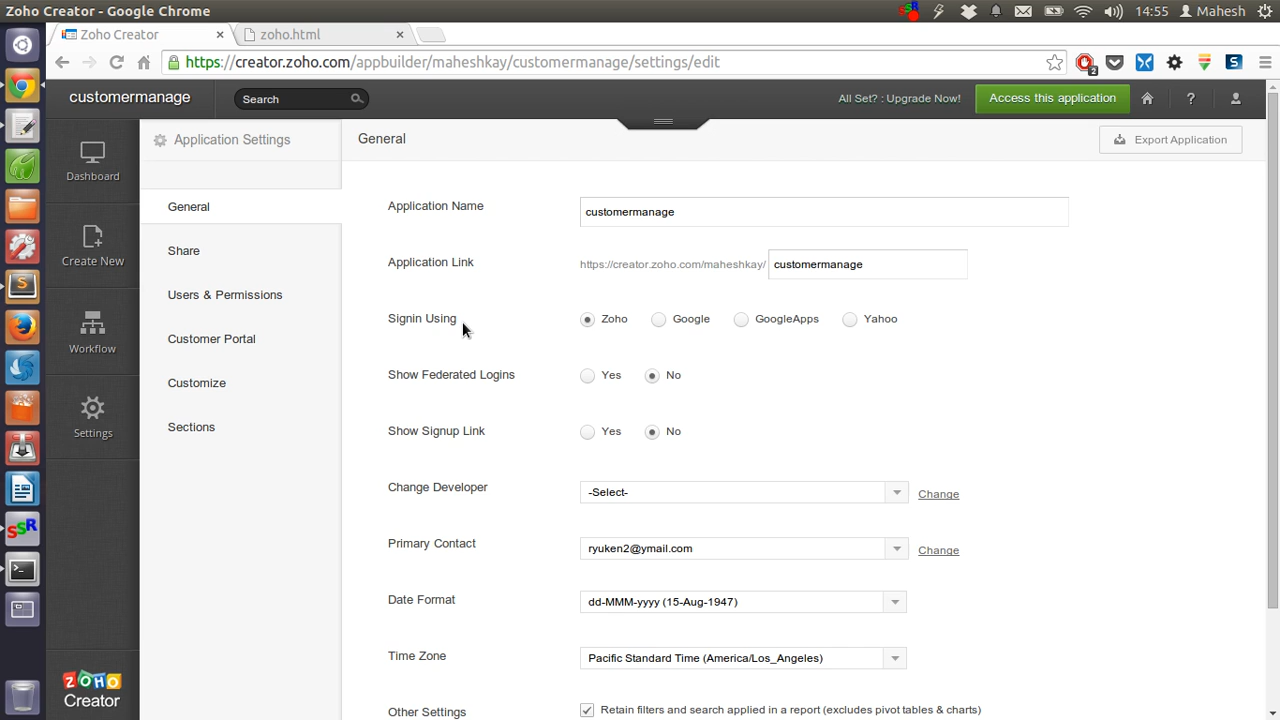 Zoho Creator - Google Chrome
14:55 Mahesh
Zoho Creator × zoho.html ×
https://creator.zoho.com/appbuilder/maheshkay/customermanage/settings/edit
2
customermanage Search All Set? : Upgrade Now! Access this application ?
Application Settings General Export Application
Dashboard
Create New
Workflow
Settings
ZOHO
Creator
General
Share
Users & Permissions
Customer Portal
Customize
Sections
Application Name customermanage
Application Link https://creator.zoho.com/maheshkay/ customermanage
Signin Using Zoho Google GoogleApps Yahoo
Show Federated Logins Yes No
Show Signup Link Yes No
Change Developer -Select- Change
Primary Contact ryuken2@ymail.com Change
Date Format dd-MMM-yyyy (15-Aug-1947)
Time Zone Pacific Standard Time (America/Los_Angeles)
Other Settings Retain filters and search applied in a report (excludes pivot tables & charts)